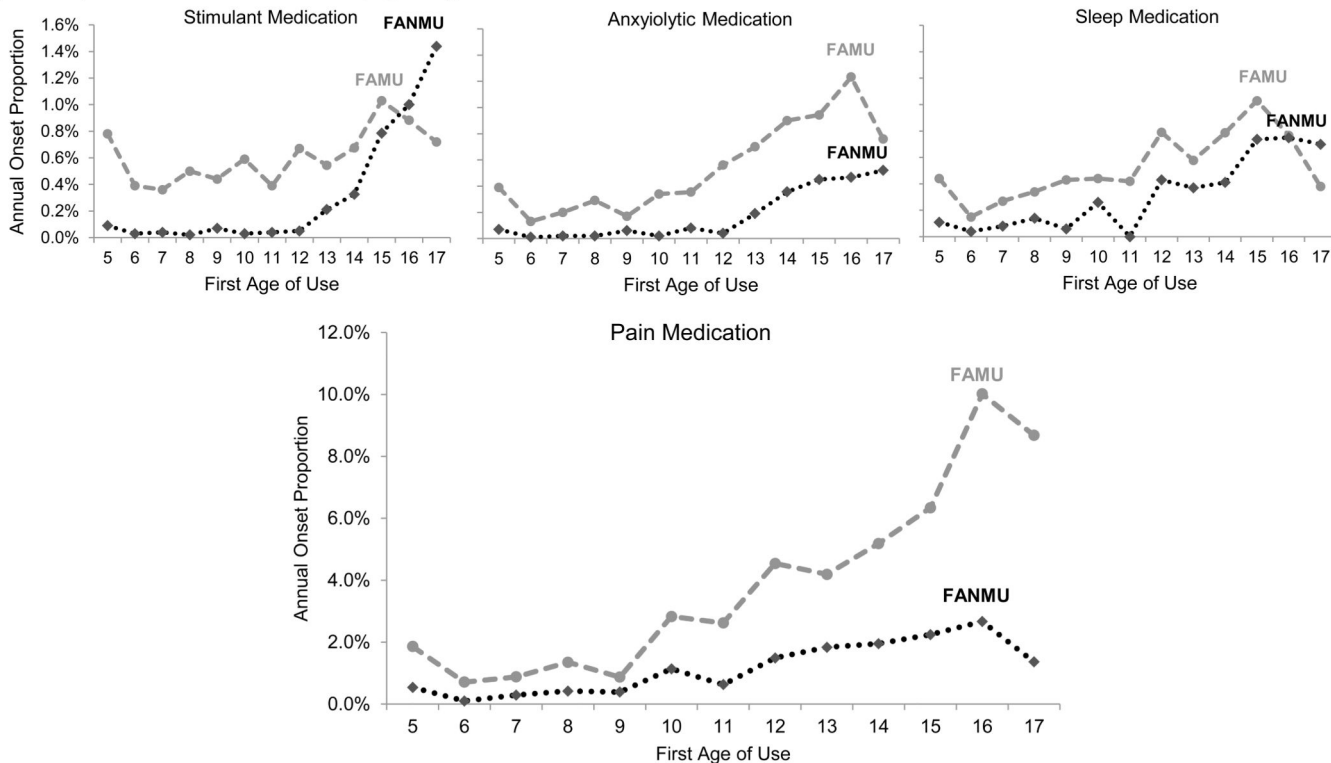 Stimulant Medication
Annual Onset Proportion
1.6%
1.4%
1.2%
1.0%
0.8%
0.6%
0.4%
0.2%
0.0%
FANMU
FAMU
5 6 7 8 9 10 11 12 13 14 15 16 17
First Age of Use
Anxyiolytic Medication
FAMU
FANMU
5 6 7 8 9 10 11 12 13 14 15 16 17
First Age of Use
Sleep Medication
FAMU
FANMU
5 6 7 8 9 10 11 12 13 14 15 16 17
First Age of Use
Pain Medication
Annual Onset Proportion
12.0%
10.0%
8.0%
6.0%
4.0%
2.0%
0.0%
FAMU
FANMU
5 6 7 8 9 10 11 12 13 14 15 16 17
First Age of Use